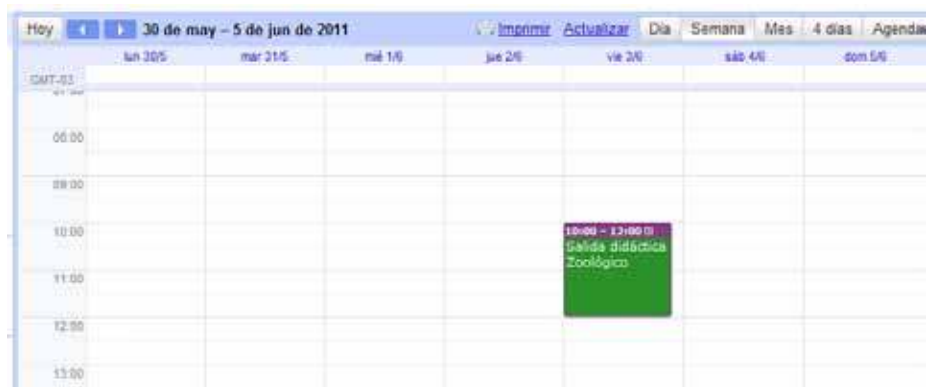 Hoy 30 de may – 5 de jun de 2011 Imprimir Actualizar Día Semana Mes 4 días Agenda
lun 30/5 mar 31/5 mié 1/6 jue 2/6 vie 3/6 sáb 4/6 dom 5/6
GMT-03
08:00
09:00
10:00
10:00 – 12:00
Salida didáctica
Zoológico
11:00
12:00
13:00